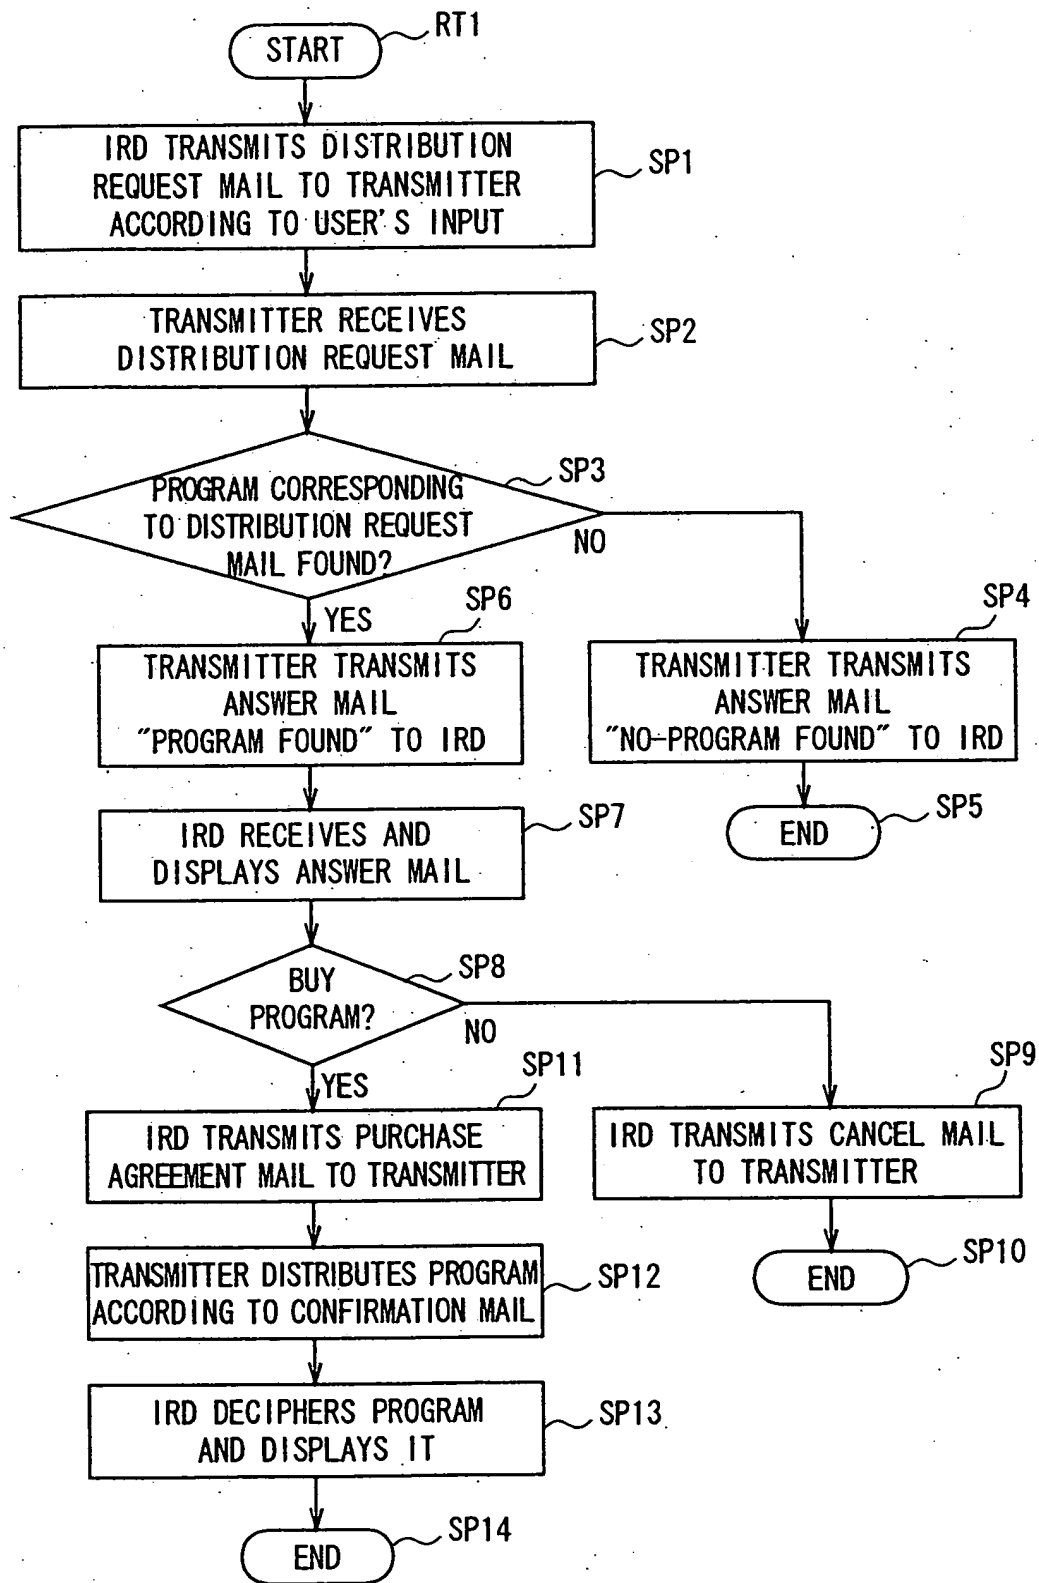 RT1
START
IRD TRANSMITS DISTRIBUTION
REQUEST MAIL TO TRANSMITTER
ACCORDING TO USER'S INPUT
SP1
TRANSMITTER RECEIVES
DISTRIBUTION REQUEST MAIL
SP2
SP3
PROGRAM CORRESPONDING
TO DISTRIBUTION REQUEST
MAIL FOUND?
NO
YES
SP6
TRANSMITTER TRANSMITS
ANSWER MAIL
"PROGRAM FOUND" TO IRD
SP4
TRANSMITTER TRANSMITS
ANSWER MAIL
"NO-PROGRAM FOUND" TO IRD
SP5
END
IRD RECEIVES AND
DISPLAYS ANSWER MAIL
SP7
SP8
BUY
PROGRAM?
NO
YES
SP11
IRD TRANSMITS PURCHASE
AGREEMENT MAIL TO TRANSMITTER
SP9
IRD TRANSMITS CANCEL MAIL
TO TRANSMITTER
SP10
END
TRANSMITTER DISTRIBUTES PROGRAM
ACCORDING TO CONFIRMATION MAIL
SP12
IRD DECIPHERS PROGRAM
AND DISPLAYS IT
SP13
SP14
END